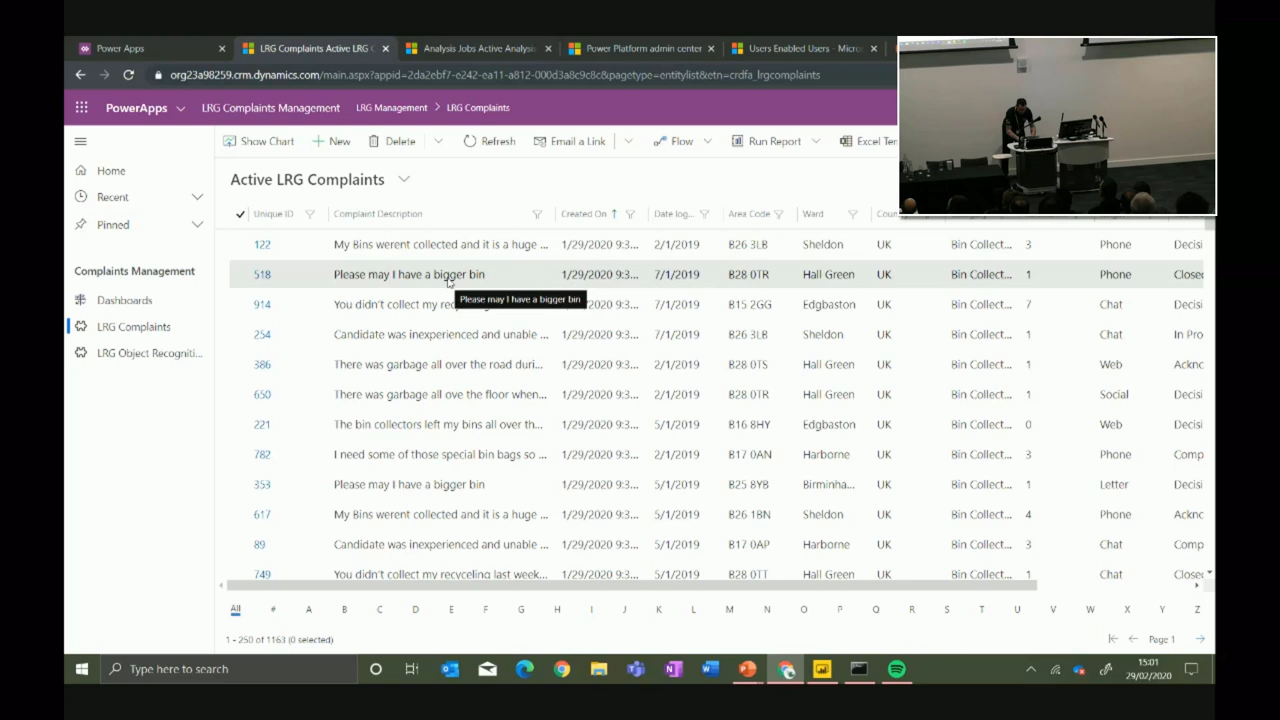 Power Apps
LRG Complaints Active LRG C
Analysis Jobs Active Analysis
Power Platform admin center
Users Enabled Users - Micro
org23a98259.crm.dynamics.com/main.aspx?appid=2da2ebf7-e242-ea11-a812-000d3a8c9c8c&pagetype=entitylist&etn=crdfa_lrgcomplaints
PowerApps LRG Complaints Management LRG Management > LRG Complaints
Show Chart New Delete Refresh Email a Link Flow Run Report Excel Tem
Home
Recent
Pinned
Complaints Management
Dashboards
LRG Complaints
LRG Object Recogniti...
Active LRG Complaints
Unique ID Complaint Description Created On Date log... Area Code Ward
122 My Bins werent collected and it is a huge ... 1/29/2020 9:3... 2/1/2019 B26 3LB Sheldon UK Bin Collect... 3 Phone Decisi
518 Please may I have a bigger bin 1/29/2020 9:3... 7/1/2019 B28 0TR Hall Green UK Bin Collect... 1 Phone Closed
Please may I have a bigger bin
914 You didn't collect my 1/29/2020 9:3... 7/1/2019 B15 2GG Edgbaston UK Bin Collect... 7 Chat Decisi
254 Candidate was inexperienced and unable ... 1/29/2020 9:3... 5/1/2019 B26 3LB Sheldon UK Bin Collect... 1 Chat In Pro
386 There was garbage all over the road duri... 1/29/2020 9:3... 5/1/2019 B28 0TS Hall Green UK Bin Collect... 1 Web Ackno
650 There was garbage all ove the floor when... 1/29/2020 9:3... 2/1/2019 B28 0TR Hall Green UK Bin Collect... 1 Social Decisi
221 The bin collectors left my bins all over th... 1/29/2020 9:3... 5/1/2019 B16 8HY Edgbaston UK Bin Collect... 0 Web Decisi
782 I need some of those special bin bags so ... 1/29/2020 9:3... 2/1/2019 B17 0AN Harborne UK Bin Collect... 3 Phone Comp
353 Please may I have a bigger bin 1/29/2020 9:3... 5/1/2019 B25 8YB Birmingha... UK Bin Collect... 1 Letter Decisi
617 My Bins werent collected and it is a huge ... 1/29/2020 9:3... 5/1/2019 B26 1BN Sheldon UK Bin Collect... 4 Phone Ackno
89 Candidate was inexperienced and unable ... 1/29/2020 9:3... 5/1/2019 B17 0AP Harborne UK Bin Collect... 3 Chat Comp
749 You didn't collect my recycling last week... 1/29/2020 9:3... 5/1/2019 B28 0TT Hall Green UK Bin Collect... 1 Chat Closed
All # A B C D E F G H I J K L M N O P Q R S T U V W X Y Z
1 - 250 of 1163 (0 selected)
Page 1
Type here to search
15:01
29/02/2020